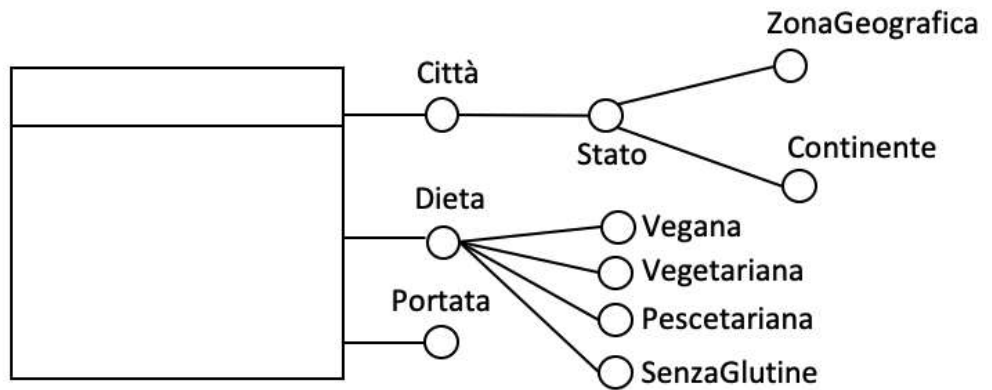 ZonaGeografica
Città
Stato
Continente
Dieta
Vegana
Vegetariana
Portata
Pescetariana
SenzaGlutine